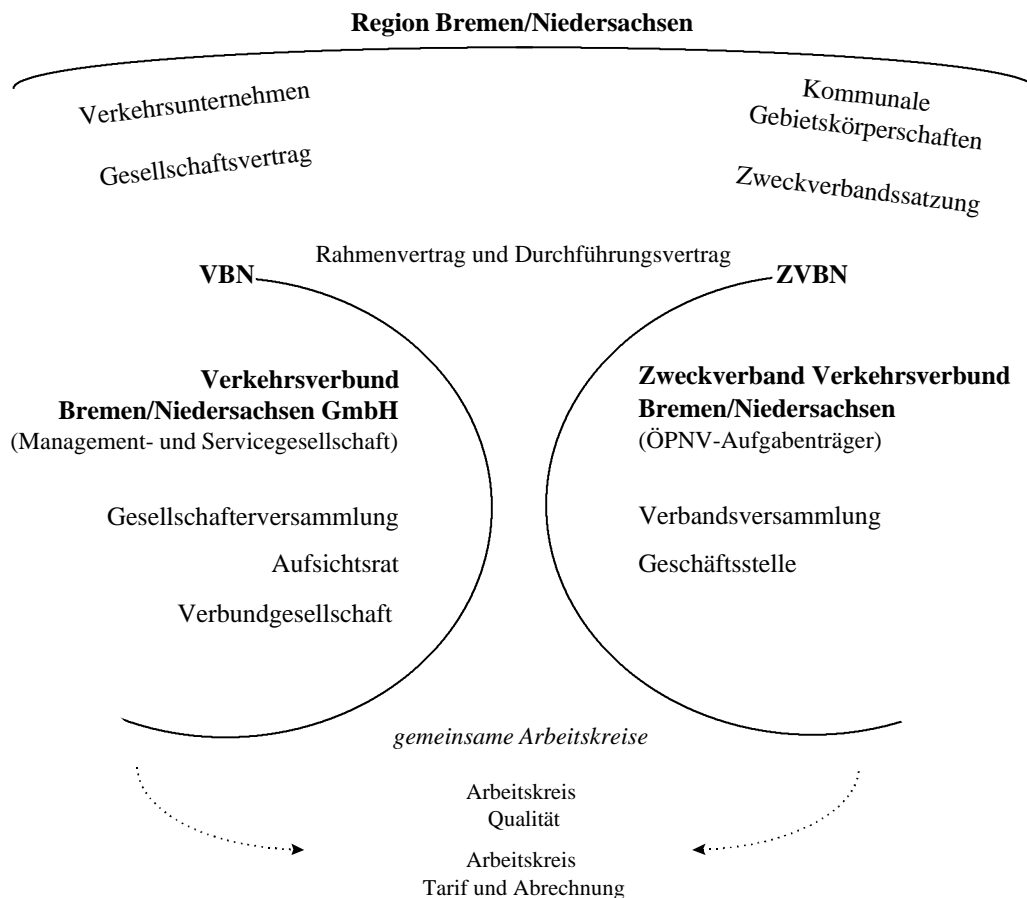 Region Bremen/Niedersachsen
Verkehrsunternehmen
Gesellschaftsvertrag
Kommunale
Gebietskörperschaften
Zweckverbandssatzung
Rahmenvertrag und Durchführungsvertrag
VBN
ZVBN
Verkehrsverbund
Bremen/Niedersachsen GmbH
(Management- und Servicegesellschaft)
Gesellschafterversammlung
Aufsichtsrat
Verbundgesellschaft
Zweckverband Verkehrsverbund
Bremen/Niedersachsen
(ÖPNV-Aufgabenträger)
Verbandsversammlung
Geschäftsstelle
gemeinsame Arbeitskreise
Arbeitskreis
Qualität
Arbeitskreis
Tarif und Abrechnung